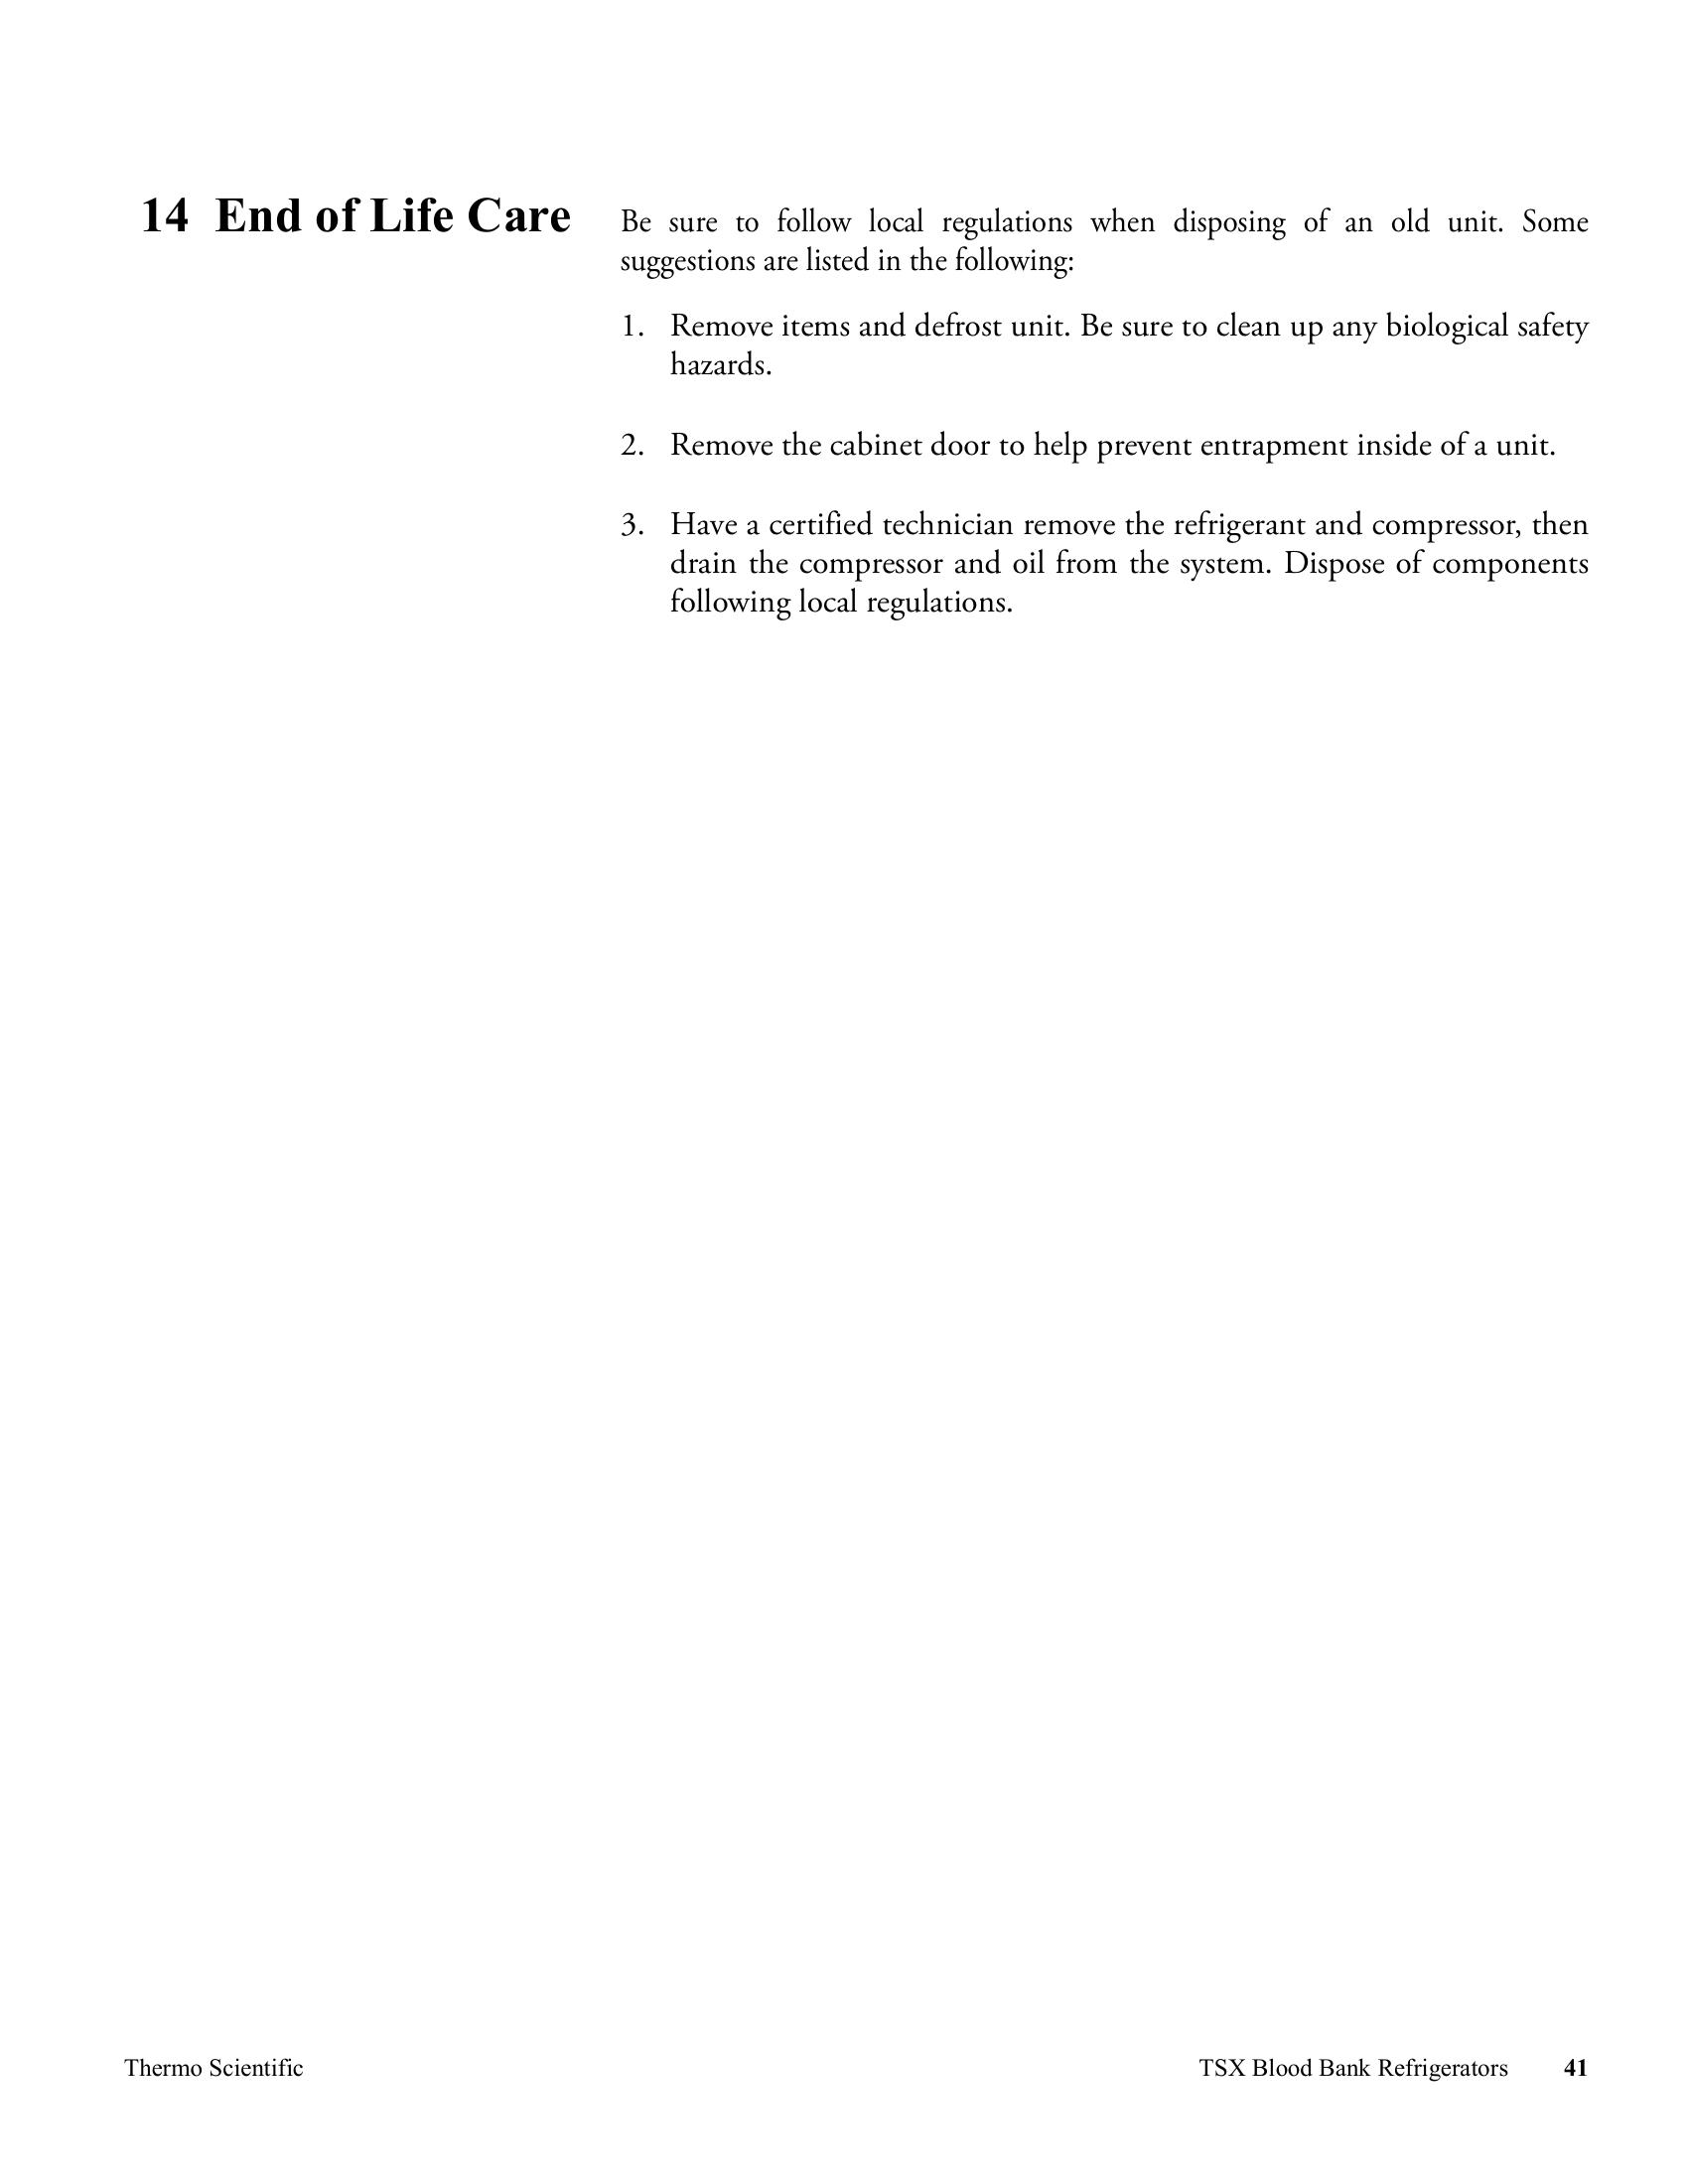 14 End of Life Care
Be sure to follow local regulations when disposing of an old unit. Some
suggestions are listed in the following:
1. Remove items and defrost unit. Be sure to clean up any biological safety
hazards.
2. Remove the cabinet door to help prevent entrapment inside of a unit.
3. Have a certified technician remove the refrigerant and compressor, then
drain the compressor and oil from the system. Dispose of components
following local regulations.
Thermo Scientific
TSX Blood Bank Refrigerators 41